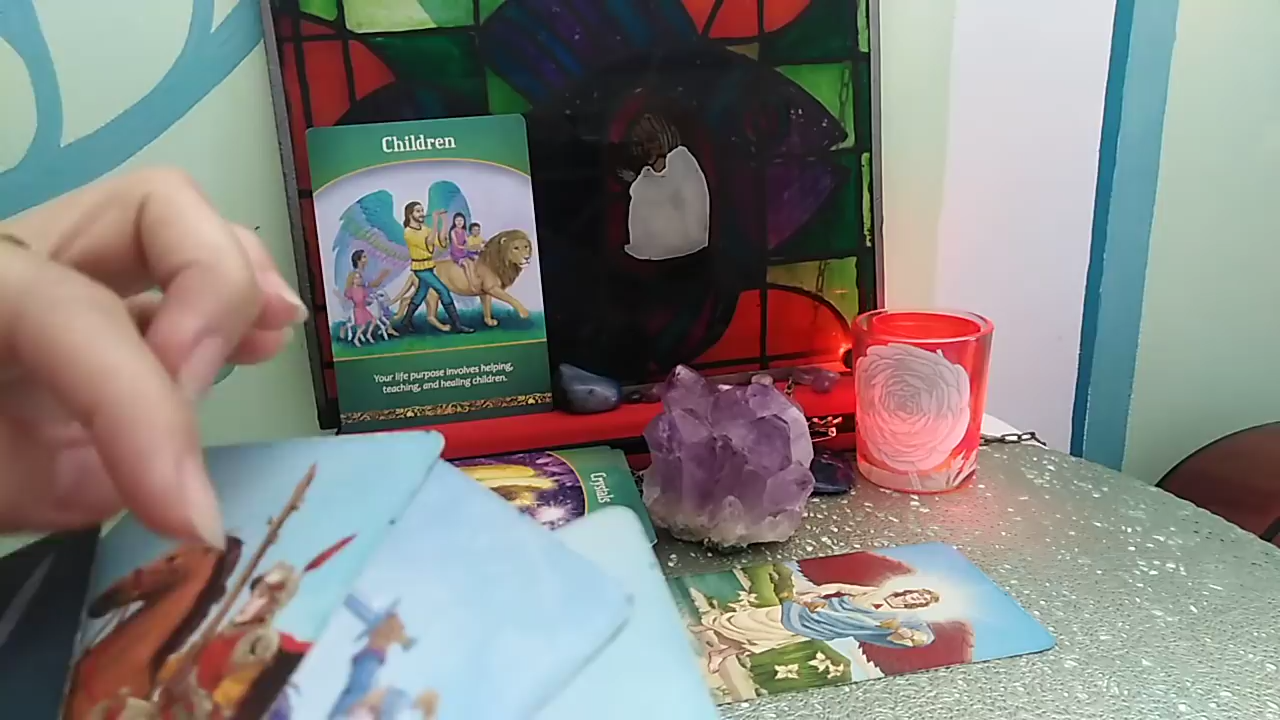 Children
Your life purpose involves helping,
teaching, and healing children.
Crystals